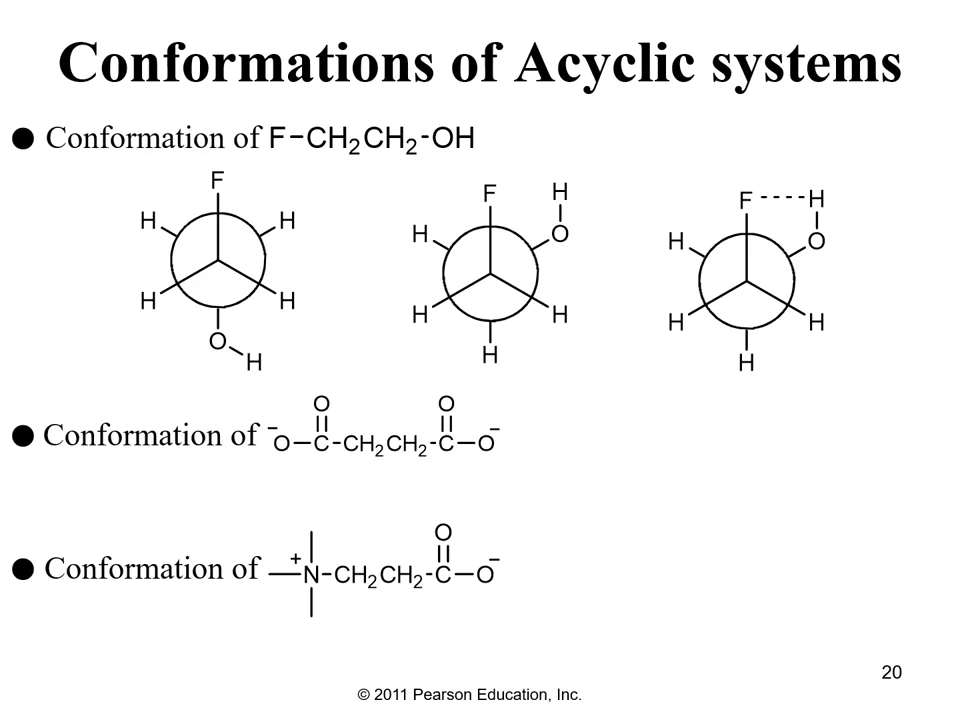 Conformations of Acyclic systems
● Conformation of F–CH₂CH₂-OH
F
H H
H H
O
H
F H
H O
H H
H
F ---- H
H O
H H
H
● Conformation of
O O
⁻O—C-CH₂CH₂-C—O⁻
● Conformation of
O
—N⁺-CH₂CH₂-C—O⁻
20
© 2011 Pearson Education, Inc.